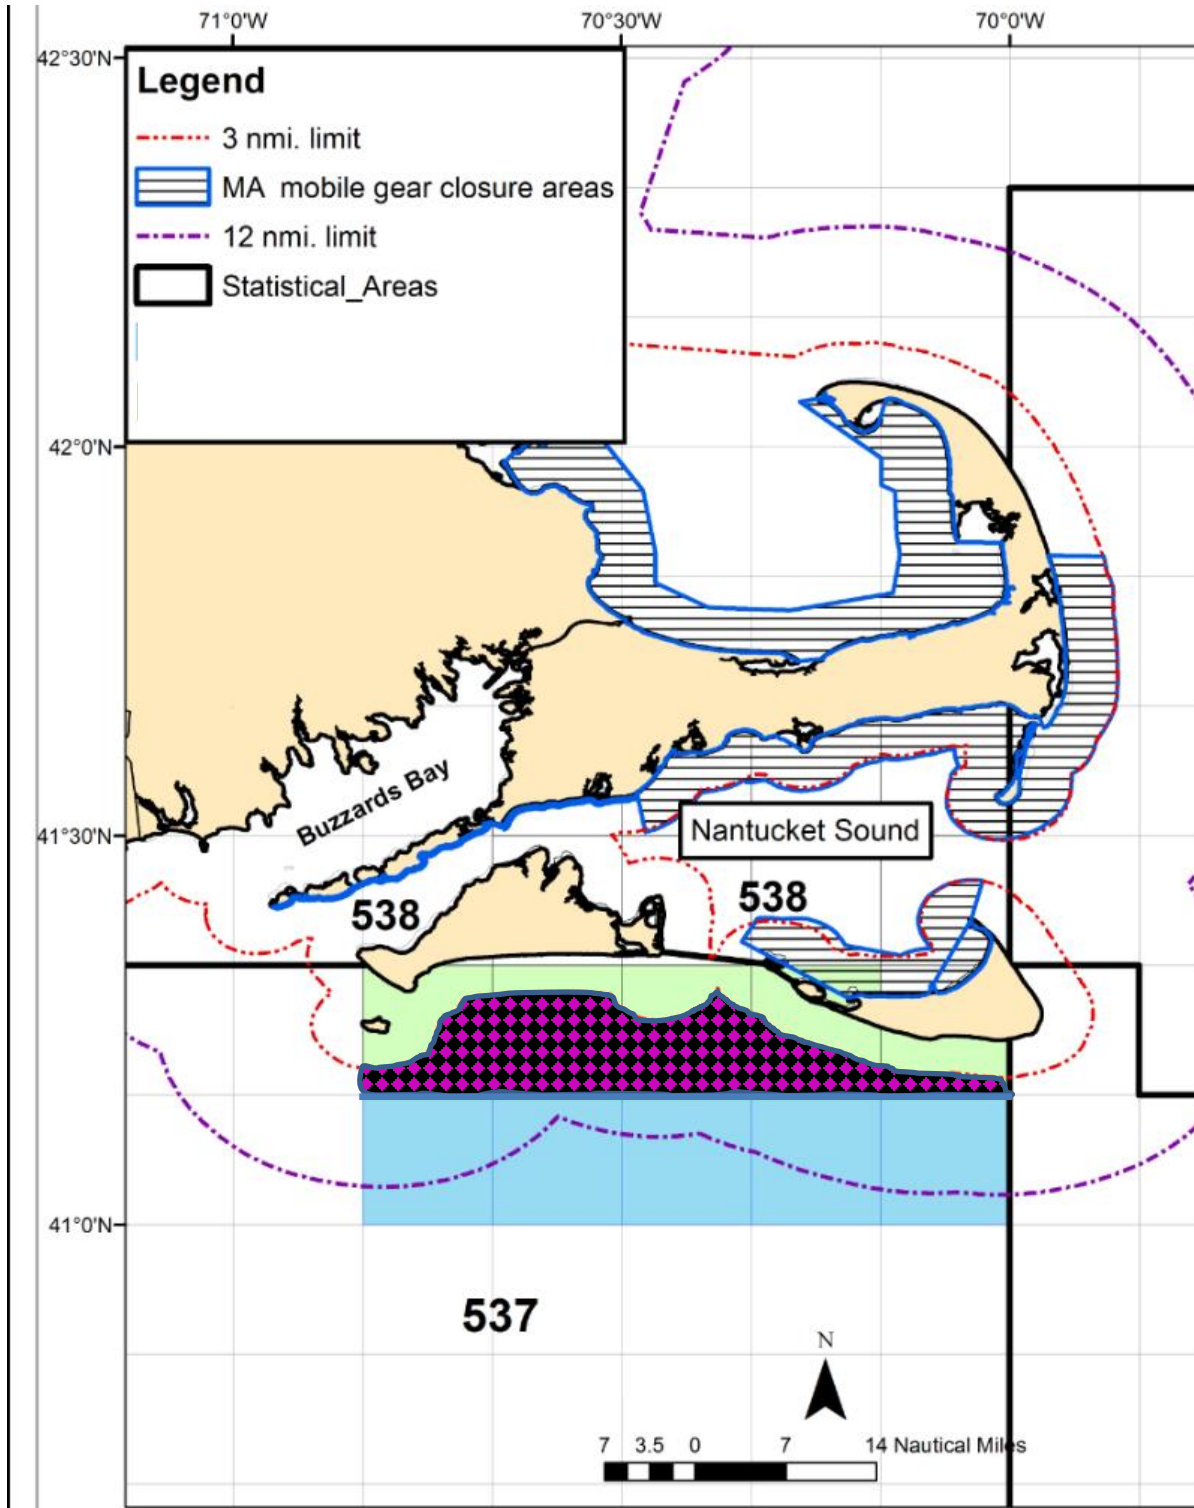 71°0'W
70°30'W
70°0'W
42°30'N
Legend
3 nmi. limit
MA mobile gear closure areas
12 nmi. limit
Statistical_Areas
42°0'N
Buzzards Bay
41°30'N
Nantucket Sound
538
538
41°0'N
537
N
7 3.5 0 7 14 Nautical Miles